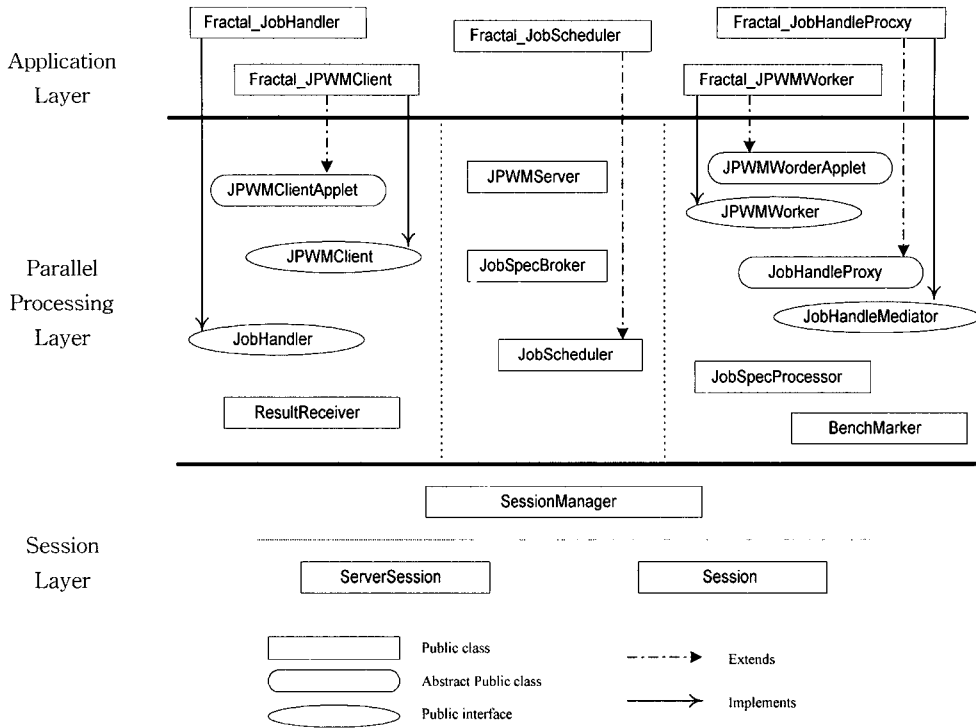 Fractal_JobHandler
Fractal_JobScheduler
Fractal_JobHandleProcxy
Application
Layer
Fractal_JPWMClient
Fractal_JPWMWorker
JPWMClientApplet
JPWMServer
JPWMWorderApplet
JPWMWorker
JPWMClient
JobSpecBroker
JobHandleProxy
Parallel
Processing
Layer
JobHandler
JobHandleMediator
JobScheduler
JobSpecProcessor
ResultReceiver
BenchMarker
SessionManager
Session
Layer
ServerSession
Session
Public class
Extends
Abstract Public class
Implements
Public interface